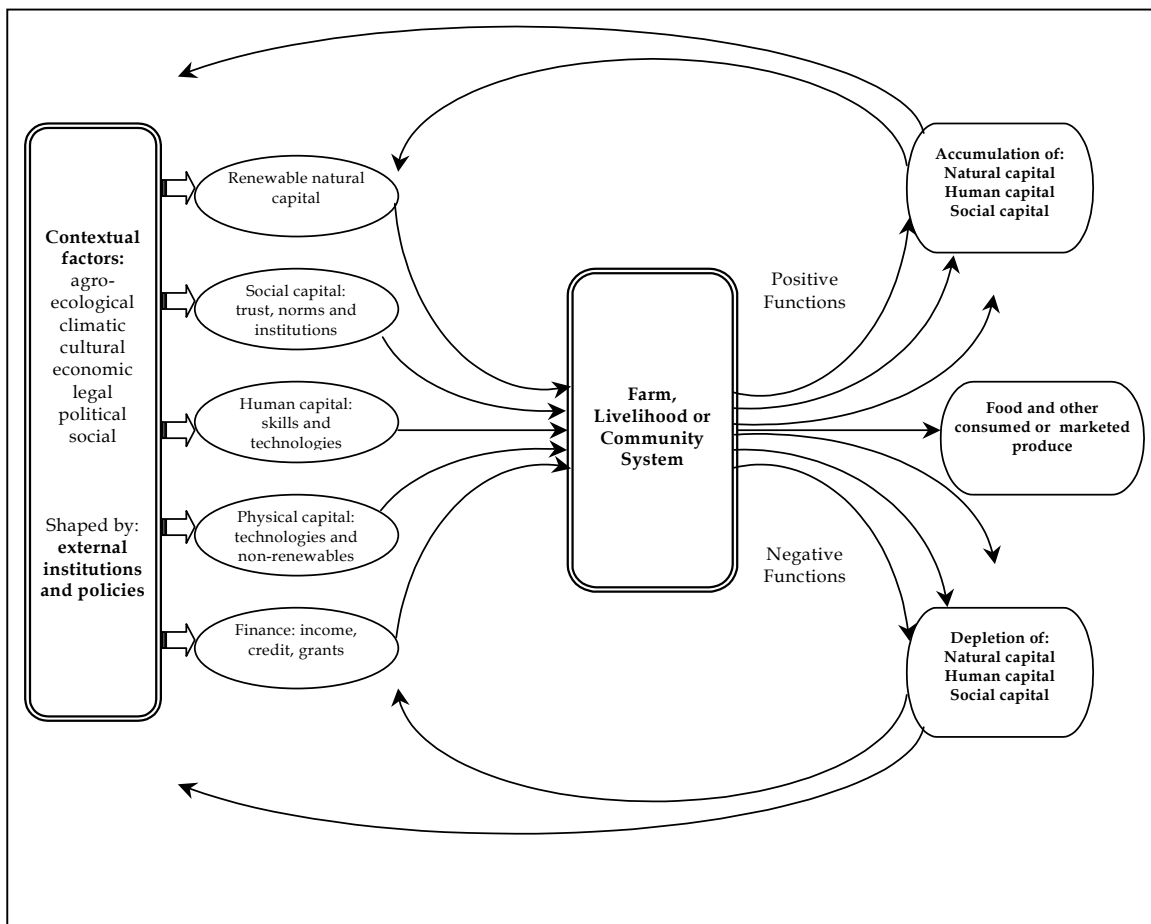 Contextual
factors:
agro-
ecological
climatic
cultural
economic
legal
political
social
Shaped by:
external
institutions
and policies
Renewable natural
capital
Social capital:
trust, norms and
institutions
Human capital:
skills and
technologies
Physical capital:
technologies and
non-renewables
Finance: income,
credit, grants
Farm,
Livelihood or
Community
System
Positive
Functions
Negative
Functions
Accumulation of:
Natural capital
Human capital
Social capital
Food and other
consumed or marketed
produce
Depletion of:
Natural capital
Human capital
Social capital